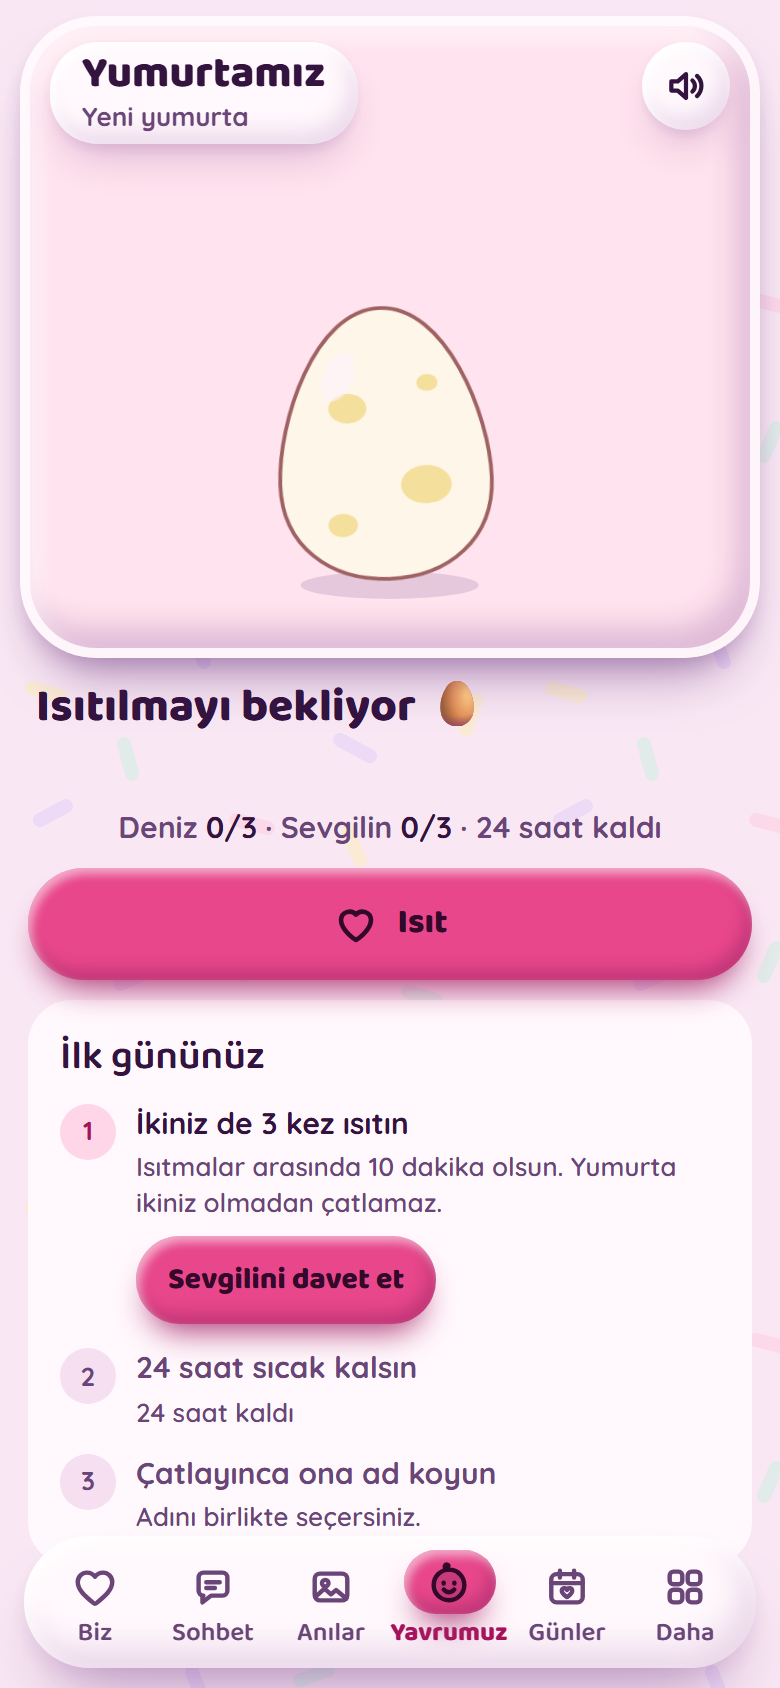 Yumurtamız
Yeni yumurta
Isıtılmayı bekliyor
Deniz 0/3 · Sevgilin 0/3 · 24 saat kaldı
Isıt
İlk gününüz
1
İkiniz de 3 kez ısıtın
Isıtmalar arasında 10 dakika olsun. Yumurta
ikiniz olmadan çatlamaz.
Sevgilini davet et
2
24 saat sıcak kalsın
24 saat kaldı
3
Çatlayınca ona ad koyun
Adını birlikte seçersiniz.
Biz
Sohbet
Anılar
Yavrumuz
Günler
Daha